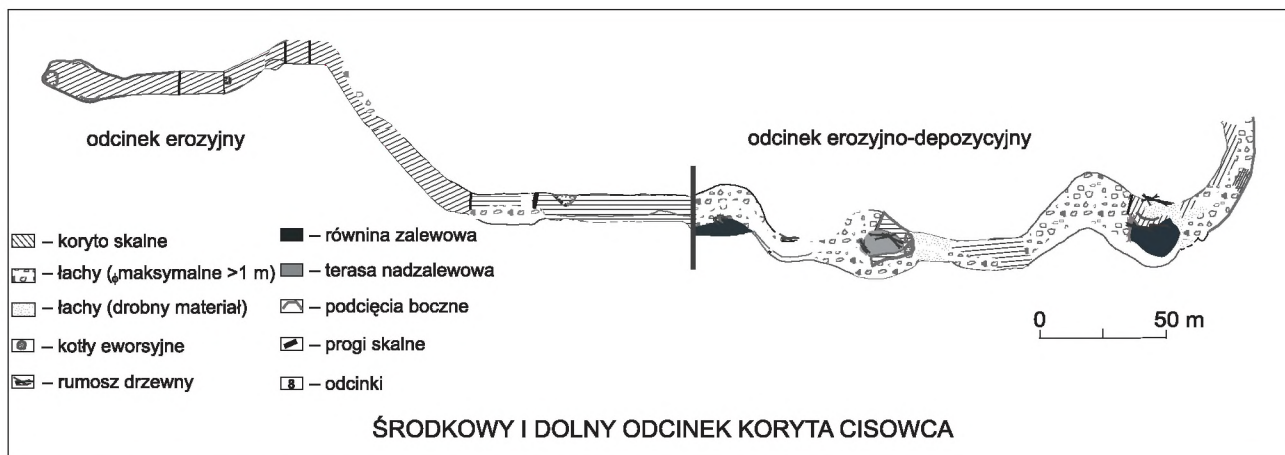 odcinek erozyjny
odcinek erozyjno-depozycyjny
– koryto skalne
– łachy (ϕmaksymalne >1 m)
– łachy (drobny materiał)
– kotły eworsyjne
– rumosz drzewny
– równina zalewowa
– terasa nadzalewowa
– podcięcia boczne
– progi skalne
8 – odcinki
0 50 m
ŚRODKOWY I DOLNY ODCINEK KORYTA CISOWCA